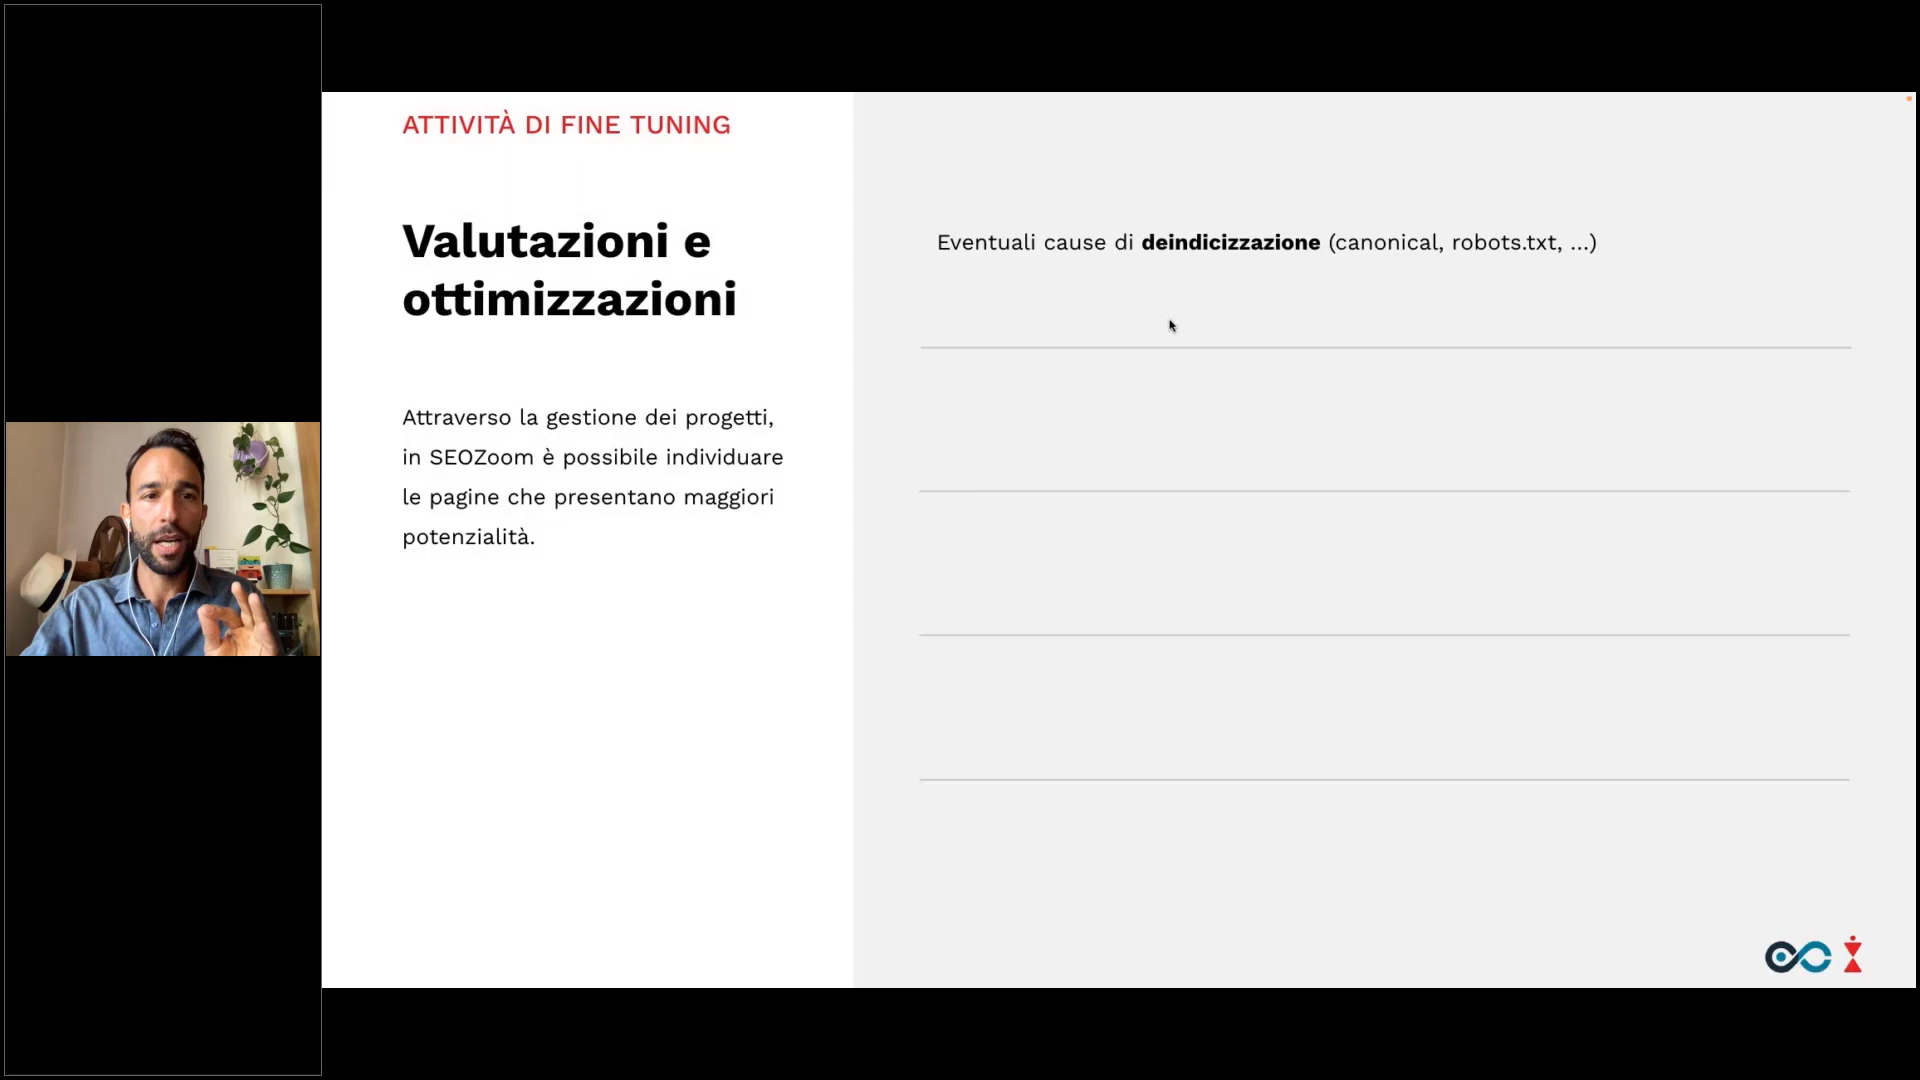 ATTIVITÀ DI FINE TUNING
Valutazioni e
ottimizzazioni
Attraverso la gestione dei progetti,
in SEOZoom è possibile individuare
le pagine che presentano maggiori
potenzialità.
Eventuali cause di deindicizzazione (canonical, robots.txt, ...)